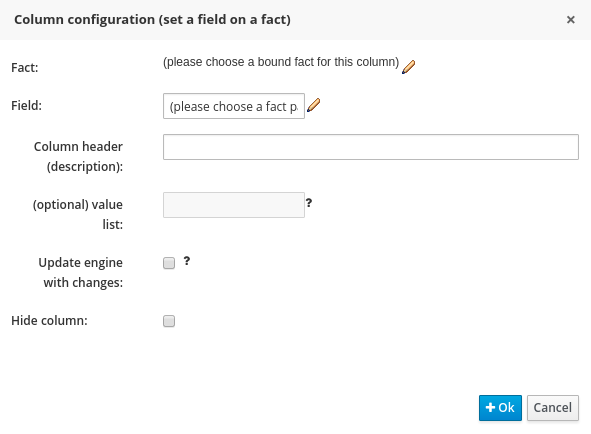 Column configuration (set a field on a fact) ×
Fact: (please choose a bound fact for this column)
Field: (please choose a fact p
Column header
(description):
(optional) value ?
list:
Update engine ?
with changes:
Hide column:
+ Ok Cancel